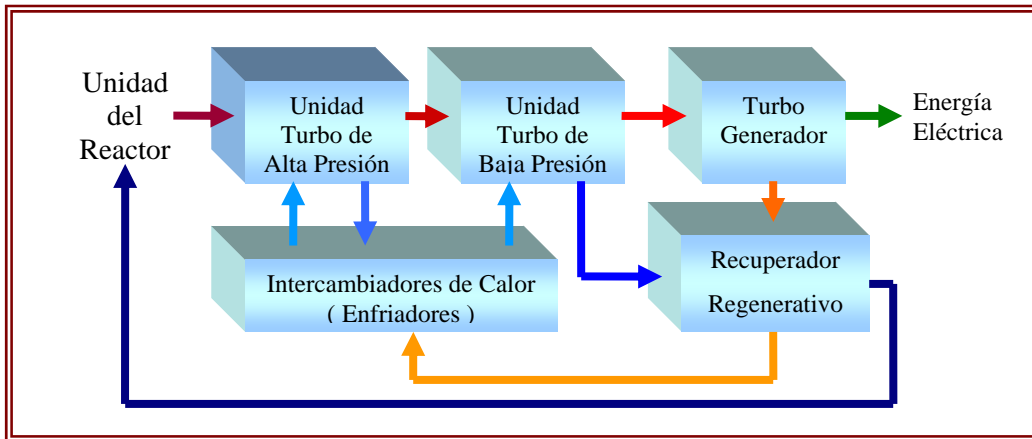 Unidad
del
Reactor
Unidad
Turbo de
Alta Presión
Unidad
Turbo de
Baja Presión
Turbo
Generador
Energía
Eléctrica
Intercambiadores de Calor
( Enfriadores )
Recuperador
Regenerativo